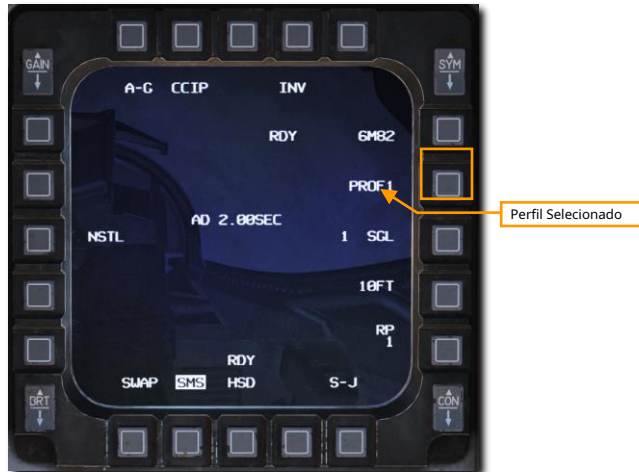 GAIN
SYM
A-G CCIP INV
RDY 6M82
PROF1
Perfil Selecionado
AD 2.00SEC
NSTL 1 SGL
10FT
RP
1
RDY
SWAP SMS HSD S-J
BRT
CON